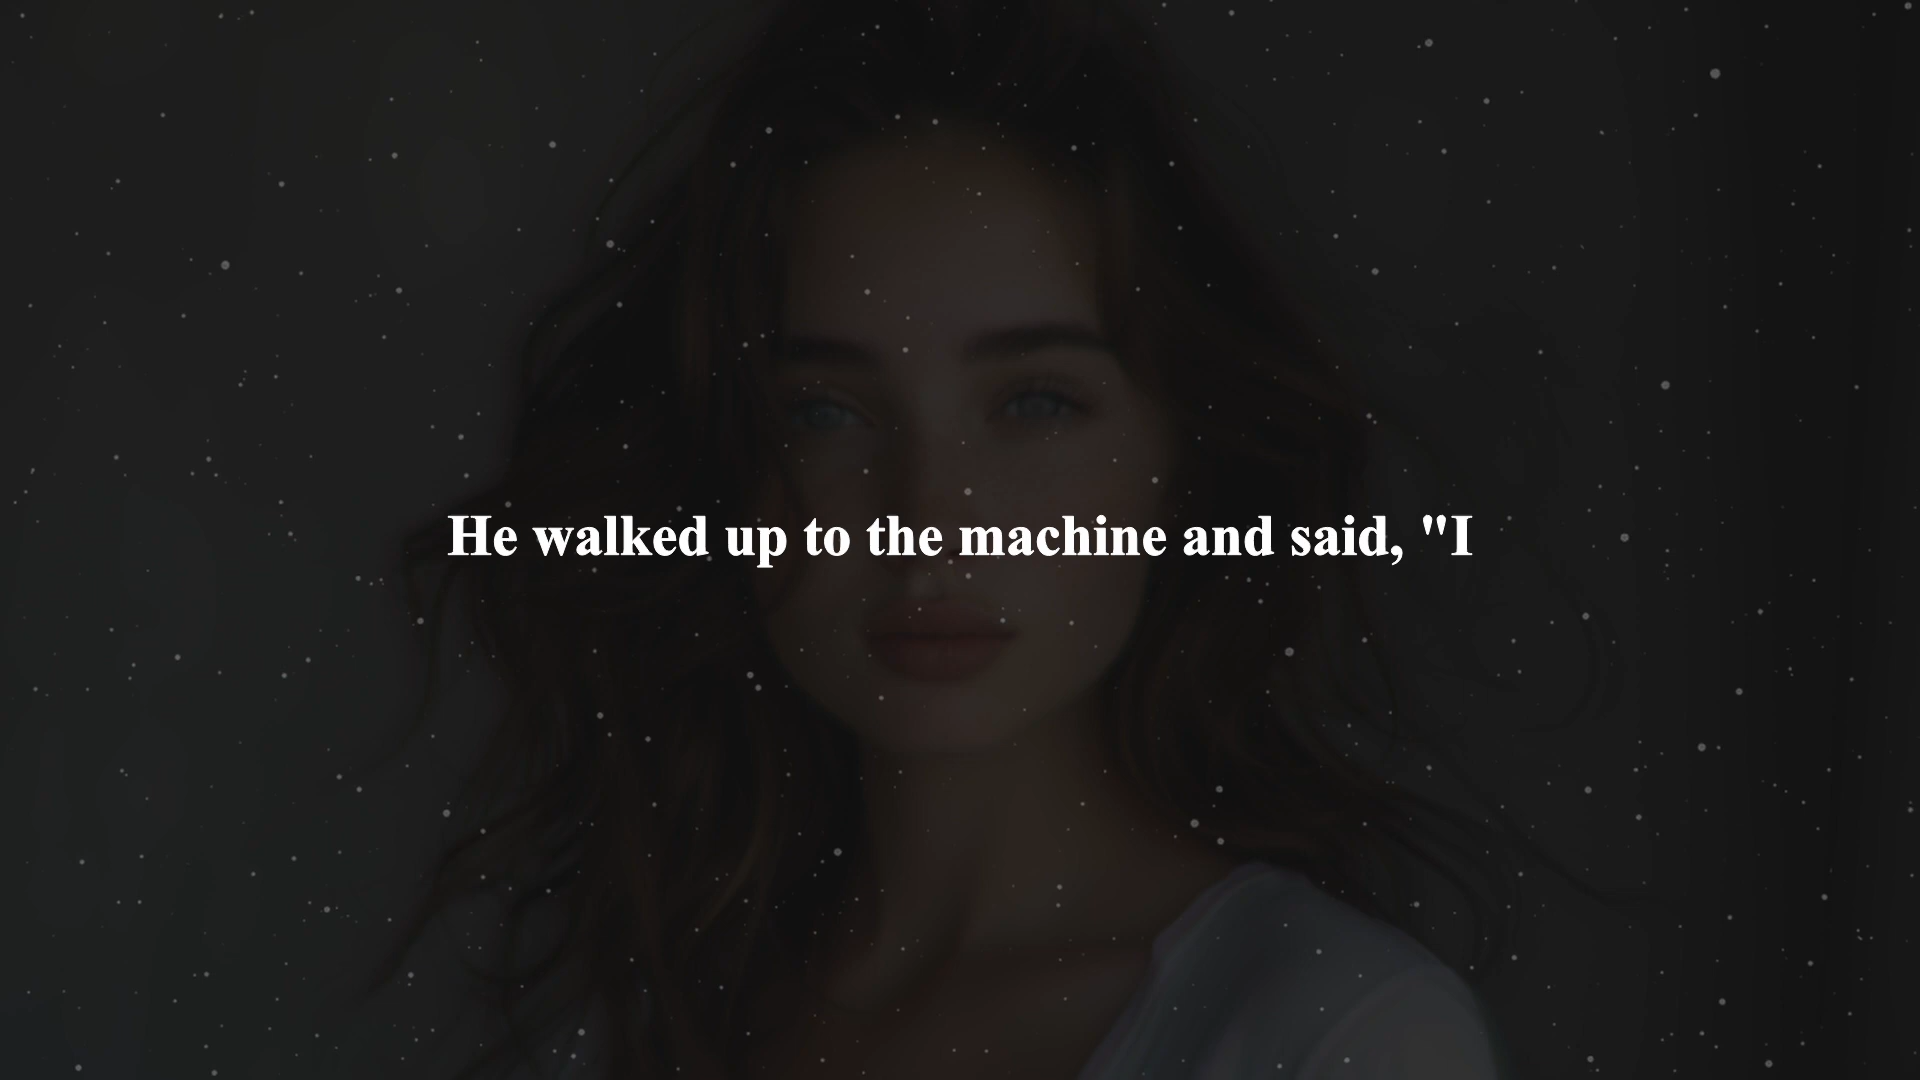 He walked up to the machine and said, "I